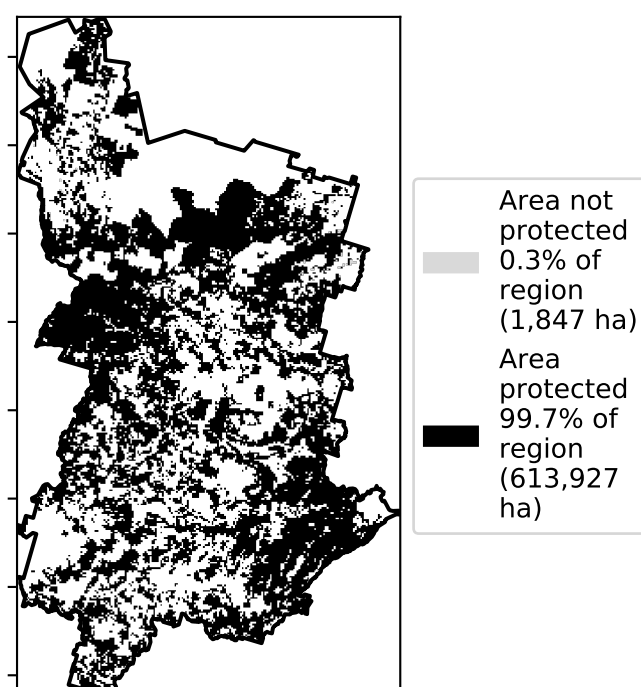 Area not
protected
0.3% of
region
(1,847 ha)
Area
protected
99.7% of
region
(613,927
ha)